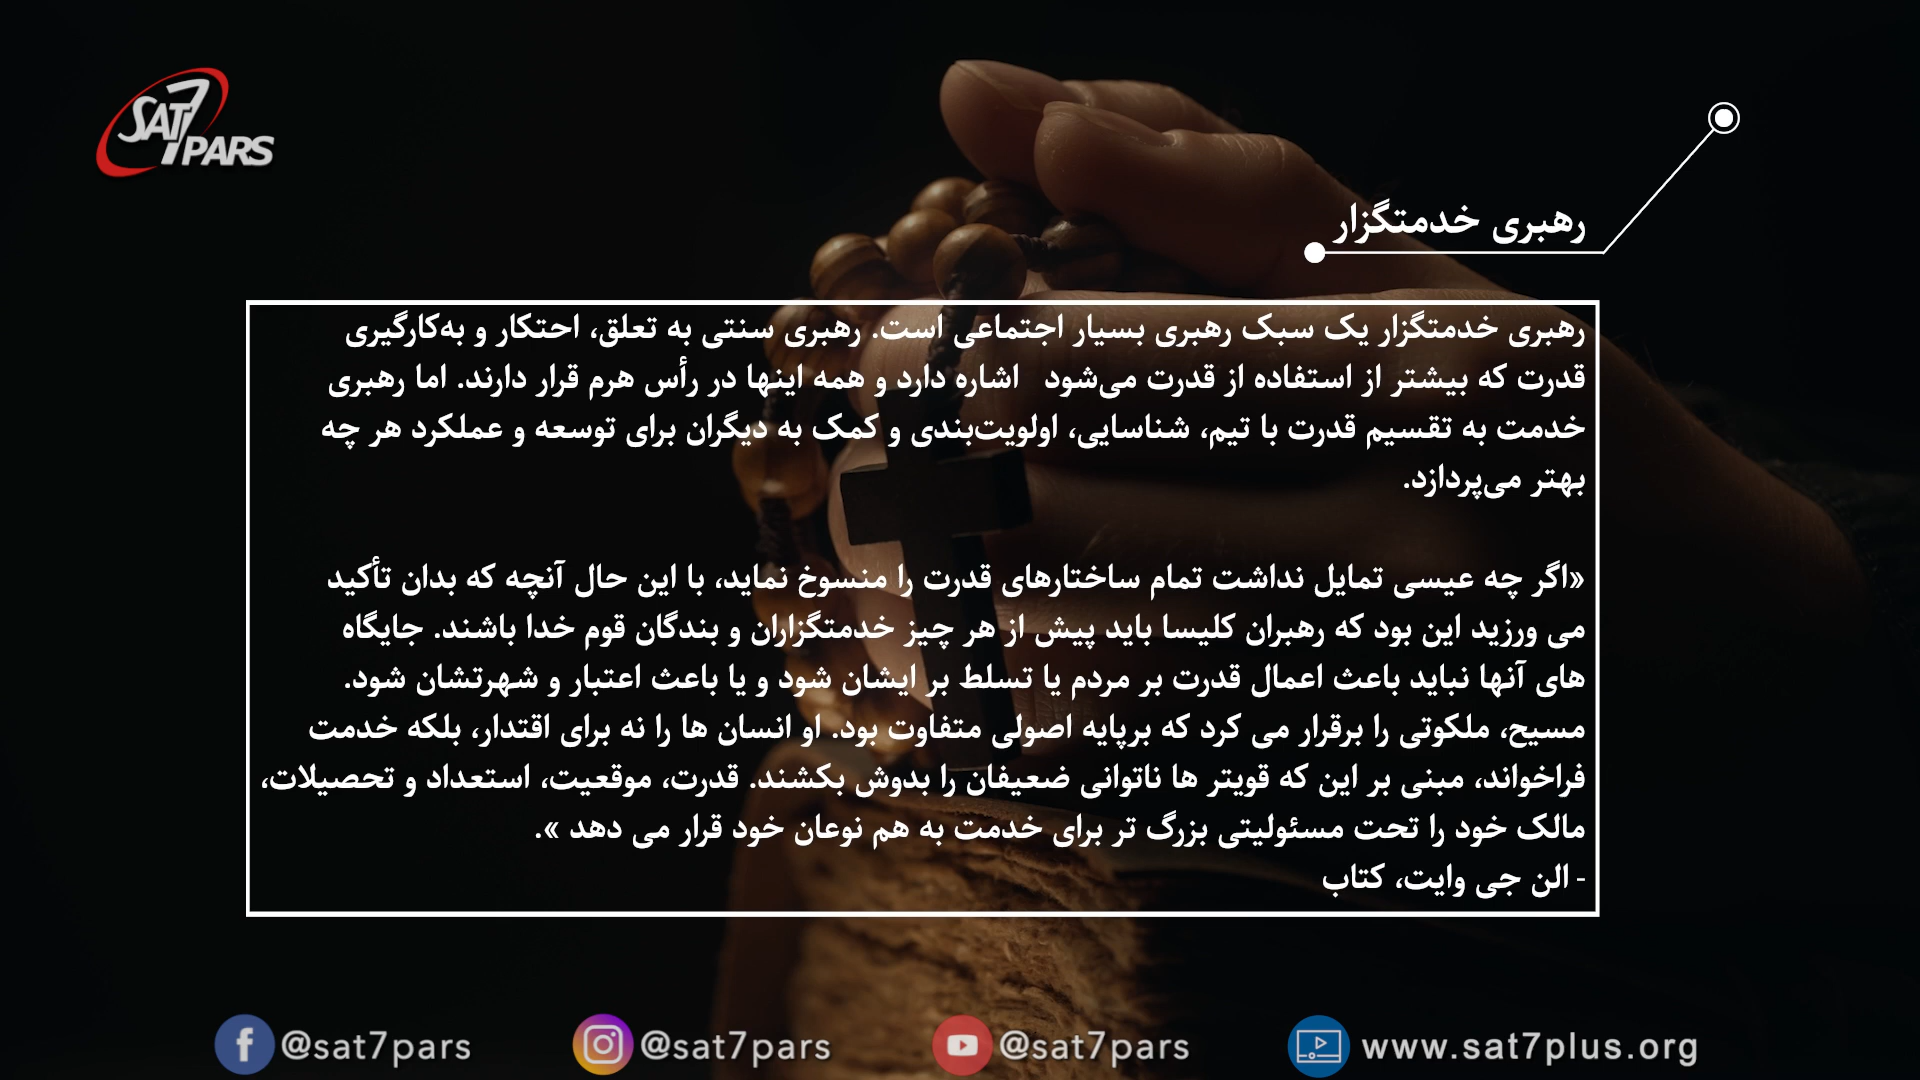 SAT7 PARS
رهبری خدمتگزار
رهبری خدمتگزار یک سبک رهبری بسیار اجتماعی است. رهبری سنتی به تعلق، احتکار و به‌کارگیری
قدرت که بیشتر از استفاده از قدرت می‌شود اشاره دارد و همه اینها در رأس هرم قرار دارند. اما رهبری
خدمت به تقسیم قدرت با تیم، شناسایی، اولویت‌بندی و کمک به دیگران برای توسعه و عملکرد هر چه
بهتر می‌پردازد.
«اگر چه عیسی تمایل نداشت تمام ساختارهای قدرت را منسوخ نماید، با این حال آنچه که بدان تأکید
می ورزید این بود که رهبران کلیسا باید پیش از هر چیز خدمتگزاران و بندگان قوم خدا باشند. جایگاه
های آنها نباید باعث اعمال قدرت بر مردم یا تسلط بر ایشان شود و یا باعث اعتبار و شهرتشان شود.
مسیح، ملکوتی را برقرار می کرد که برپایه اصولی متفاوت بود. او انسان ها را نه برای اقتدار، بلکه خدمت
فراخواند، مبنی بر این که قویتر ها ناتوانی ضعیفان را بدوش بکشند. قدرت، موقعیت، استعداد و تحصیلات،
مالک خود را تحت مسئولیتی بزرگ تر برای خدمت به هم نوعان خود قرار می دهد ».
- الن جی وایت، کتاب
@sat7pars @sat7pars @sat7pars www.sat7plus.org